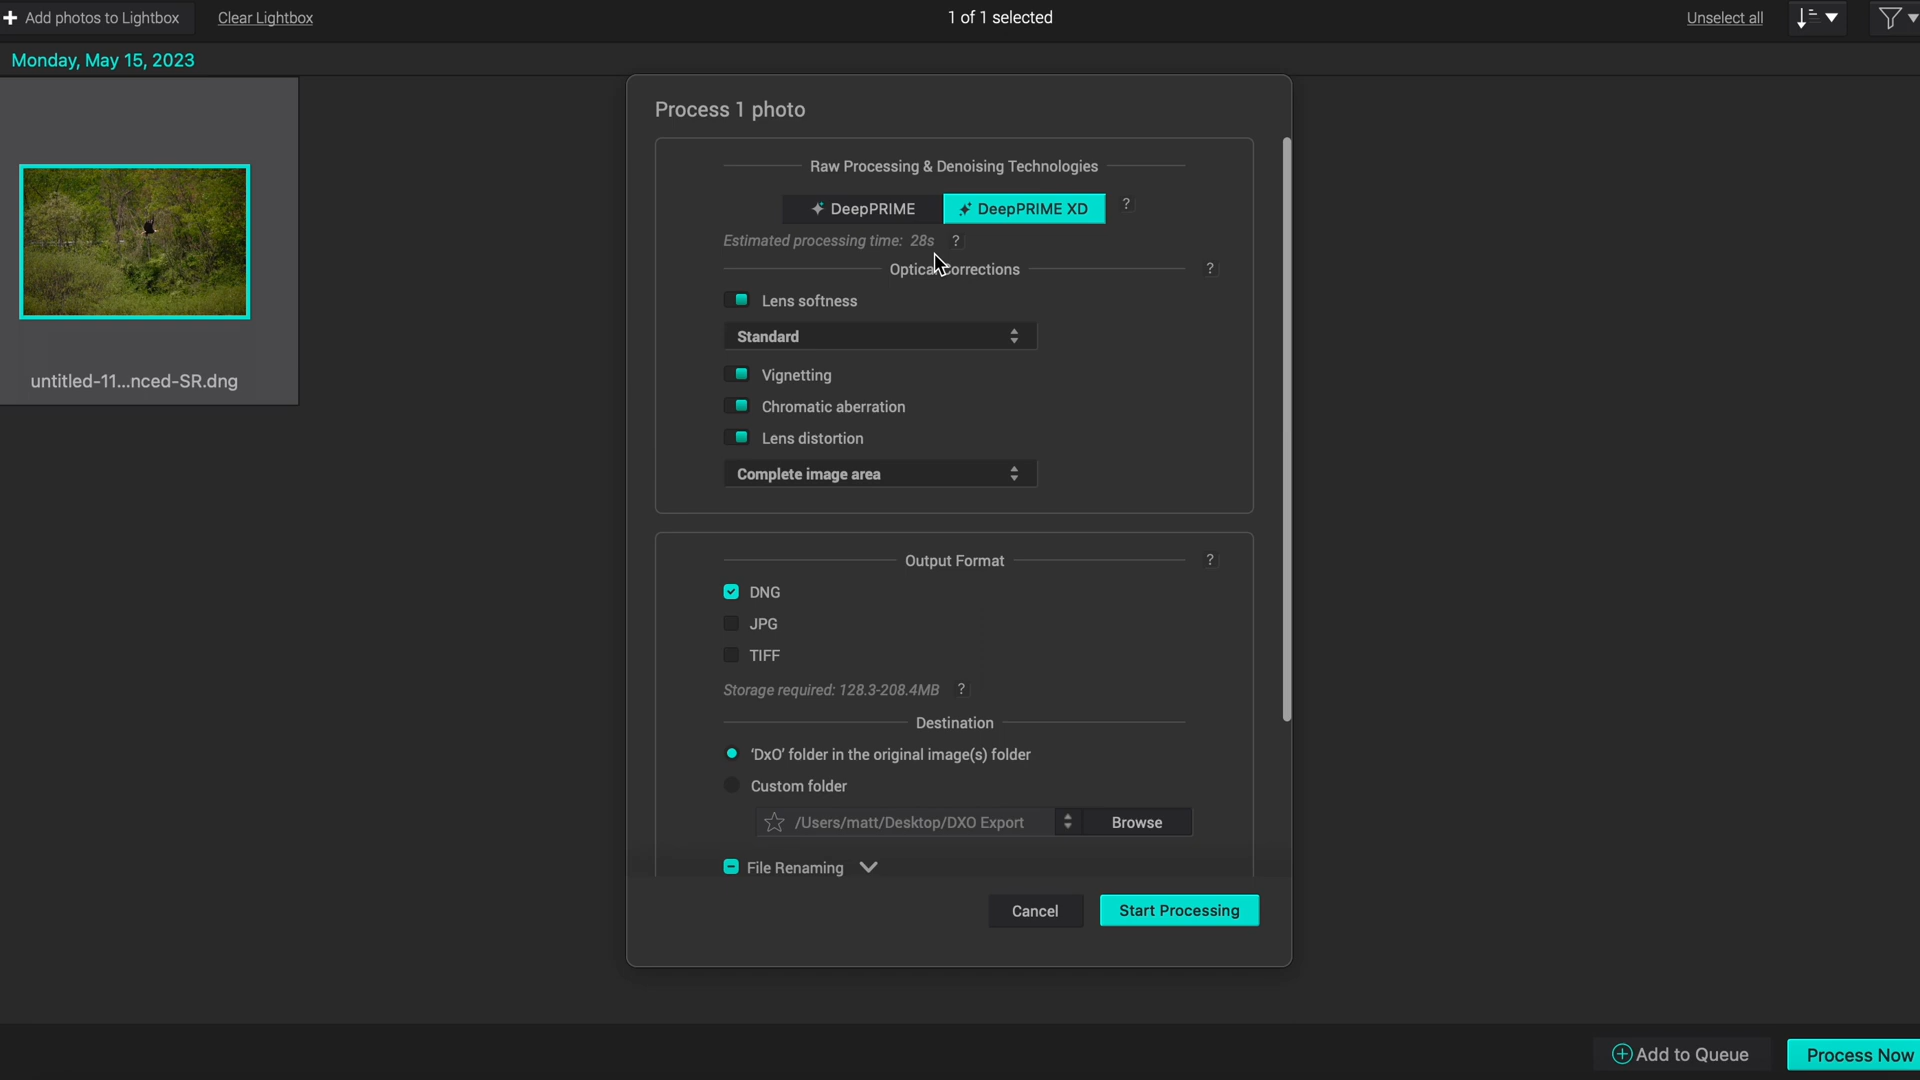 Add photos to Lightbox
Clear Lightbox
1 of 1 selected
Unselect all
Monday, May 15, 2023
untitled-11...nced-SR.dng
Process 1 photo
Raw Processing & Denoising Technologies
DeepPRIME
DeepPRIME XD
?
Estimated processing time: 28s ?
Optical Corrections
?
Lens softness
Standard
Vignetting
Chromatic aberration
Lens distortion
Complete image area
Output Format
?
DNG
JPG
TIFF
Storage required: 128.3-208.4MB ?
Destination
‘DxO’ folder in the original image(s) folder
Custom folder
/Users/matt/Desktop/DXO Export
Browse
File Renaming
Cancel
Start Processing
Add to Queue
Process Now